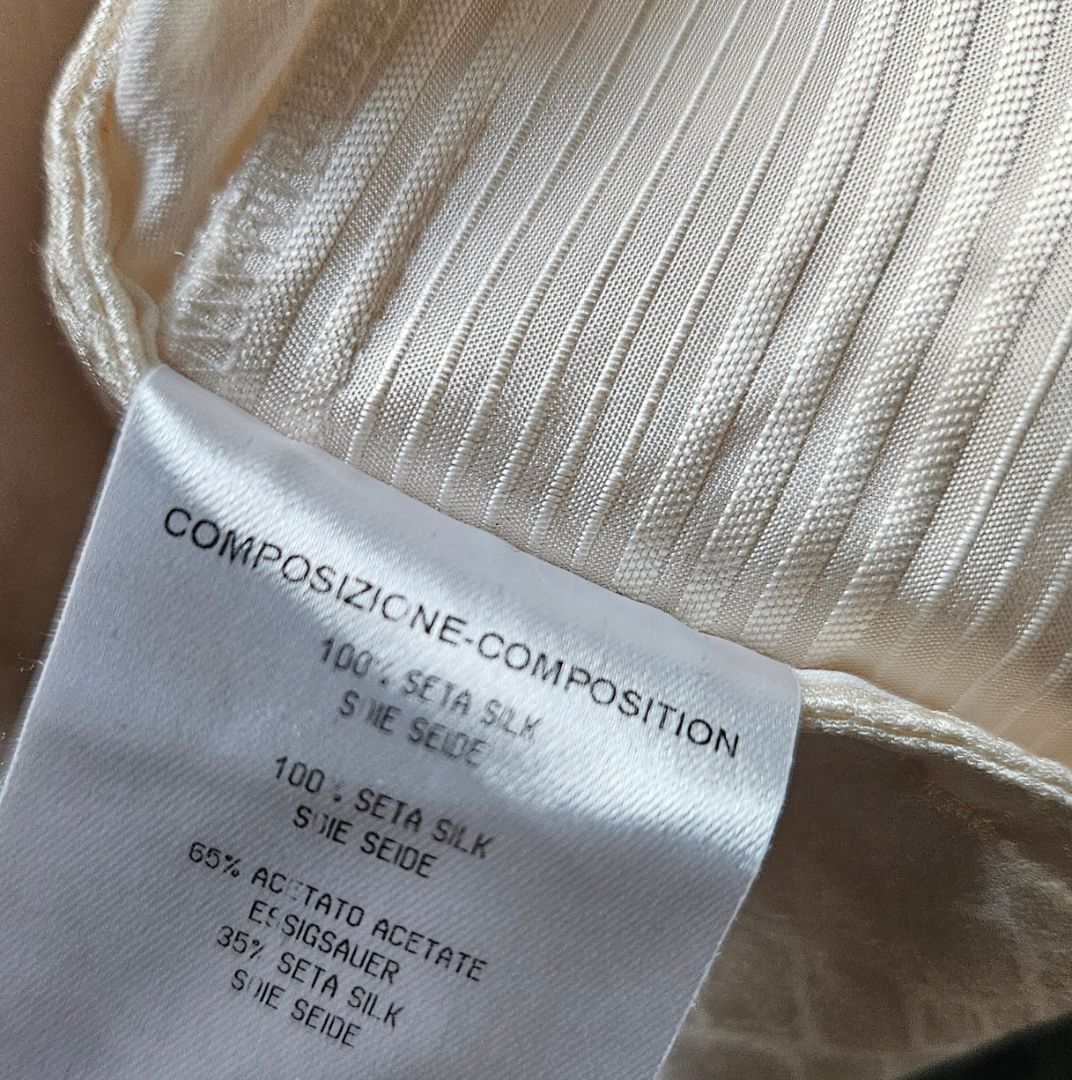 COMPOSIZIONE-COMPOSITION
100% SETA SILK
SOIE SEIDE
100% SETA SILK
SOIE SEIDE
65% ACETATO ACETATE
ESSIGSAUER
35% SETA SILK
SOIE SEIDE